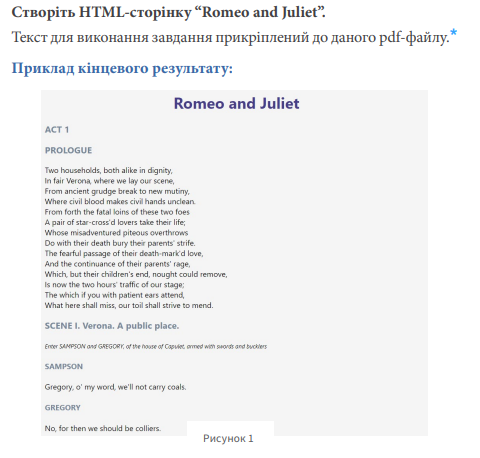 Створіть HTML-сторінку “Romeo and Juliet”.
Текст для виконання завдання прикріплений до даного pdf-файлу.*
Приклад кінцевого результату:
Romeo and Juliet
ACT 1
PROLOGUE
Two households, both alike in dignity,
In fair Verona, where we lay our scene,
From ancient grudge break to new mutiny,
Where civil blood makes civil hands unclean.
From forth the fatal loins of these two foes
A pair of star-cross'd lovers take their life;
Whose misadventured piteous overthrows
Do with their death bury their parents' strife.
The fearful passage of their death-mark'd love,
And the continuance of their parents' rage,
Which, but their children's end, nought could remove,
Is now the two hours' traffic of our stage;
The which if you with patient ears attend,
What here shall miss, our toil shall strive to mend.
SCENE I. Verona. A public place.
Enter SAMPSON and GREGORY, of the house of Capulet, armed with swords and bucklers
SAMPSON
Gregory, o' my word, we'll not carry coals.
GREGORY
No, for then we should be colliers.
Рисунок 1